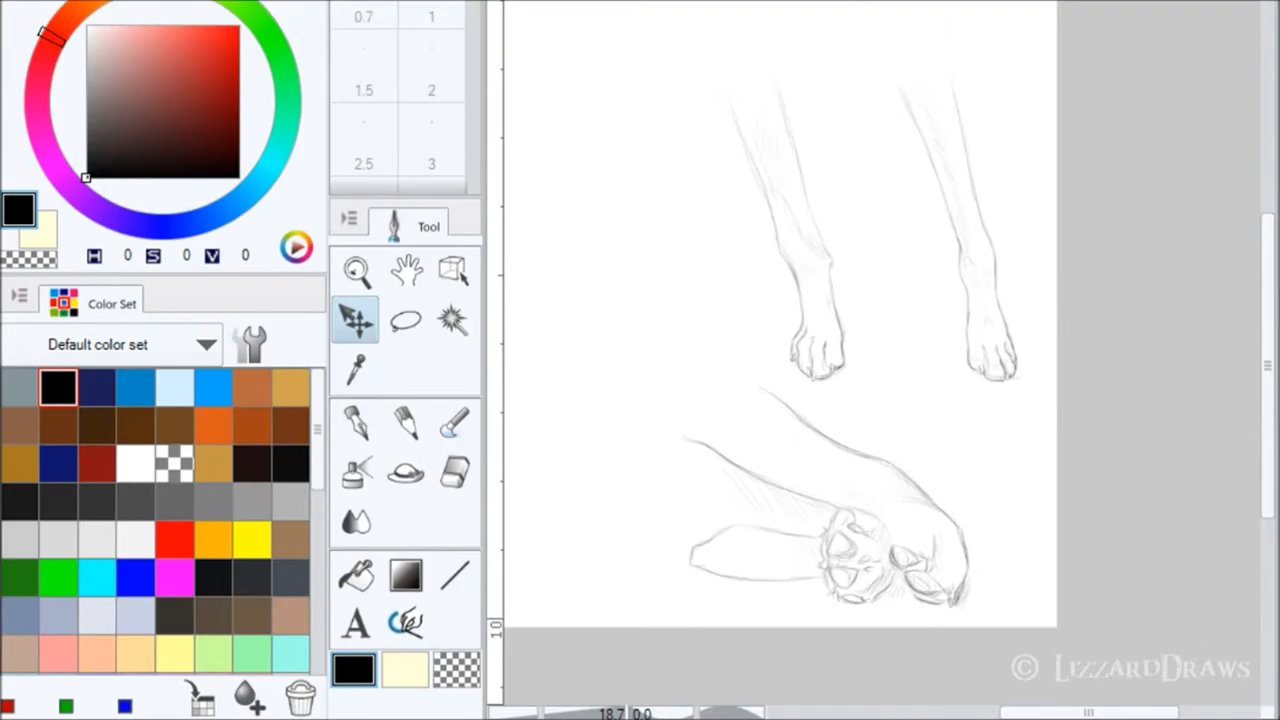 0.7 1
1.5 2
2.5 3
Tool
H 0 S 0 V 0
Color Set
Default color set
A
10
18.7 0.0
© LizzardDraws